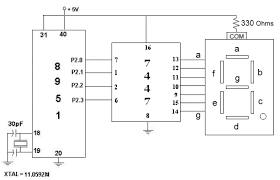 + 5V
330 Ohms
COM
31 40
16
8
9
5
1
P2.0
P2.1
P2.2
P2.3
7
1
2
6
7
4
4
7
13
12
11
10
9
15
14
8
a
g
a
f b
g
e c
d
30pF
18
19
20
XTAL = 11,0592M